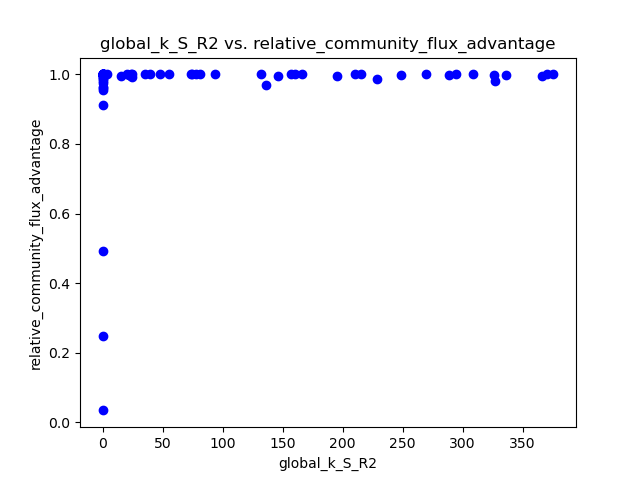 global_k_S_R2 vs. relative_community_flux_advantage
1.0
0.8
0.6
0.4
0.2
0.0
relative_community_flux_advantage
0 50 100 150 200 250 300 350
global_k_S_R2